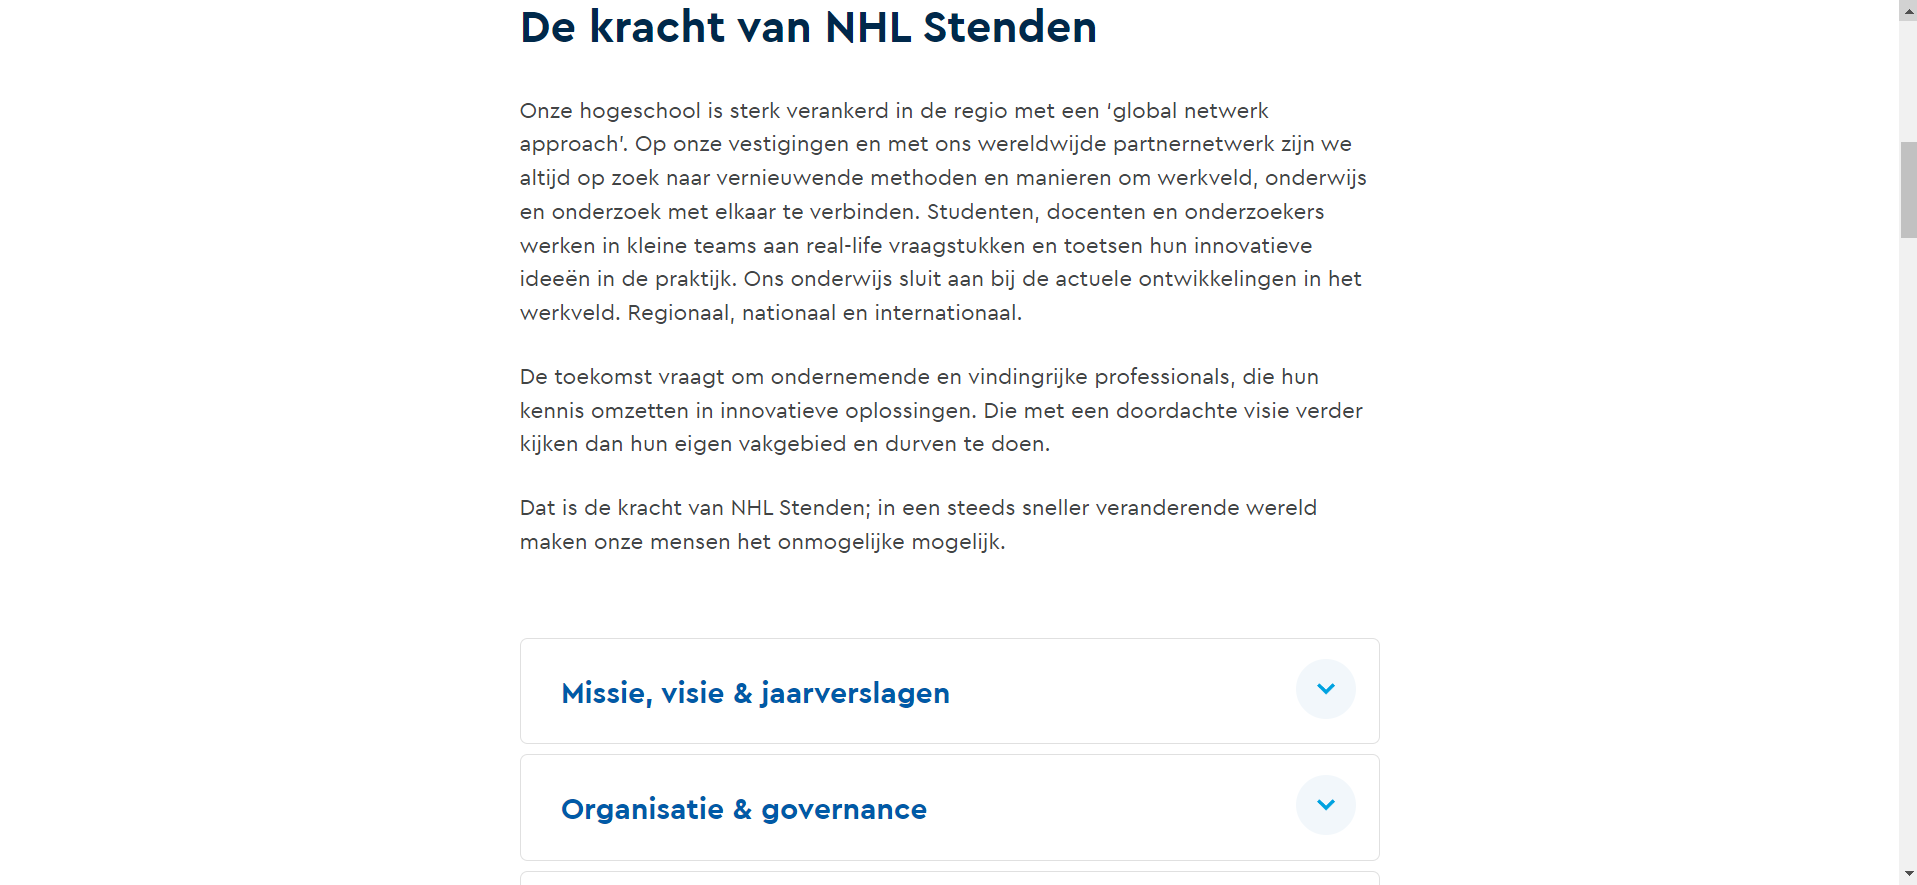 De kracht van NHL Stenden
Onze hogeschool is sterk verankerd in de regio met een ‘global netwerk
approach’. Op onze vestigingen en met ons wereldwijde partnernetwerk zijn we
altijd op zoek naar vernieuwende methoden en manieren om werkveld, onderwijs
en onderzoek met elkaar te verbinden. Studenten, docenten en onderzoekers
werken in kleine teams aan real-life vraagstukken en toetsen hun innovatieve
ideeën in de praktijk. Ons onderwijs sluit aan bij de actuele ontwikkelingen in het
werkveld. Regionaal, nationaal en internationaal.
De toekomst vraagt om ondernemende en vindingrijke professionals, die hun
kennis omzetten in innovatieve oplossingen. Die met een doordachte visie verder
kijken dan hun eigen vakgebied en durven te doen.
Dat is de kracht van NHL Stenden; in een steeds sneller veranderende wereld
maken onze mensen het onmogelijke mogelijk.
Missie, visie & jaarverslagen
Organisatie & governance